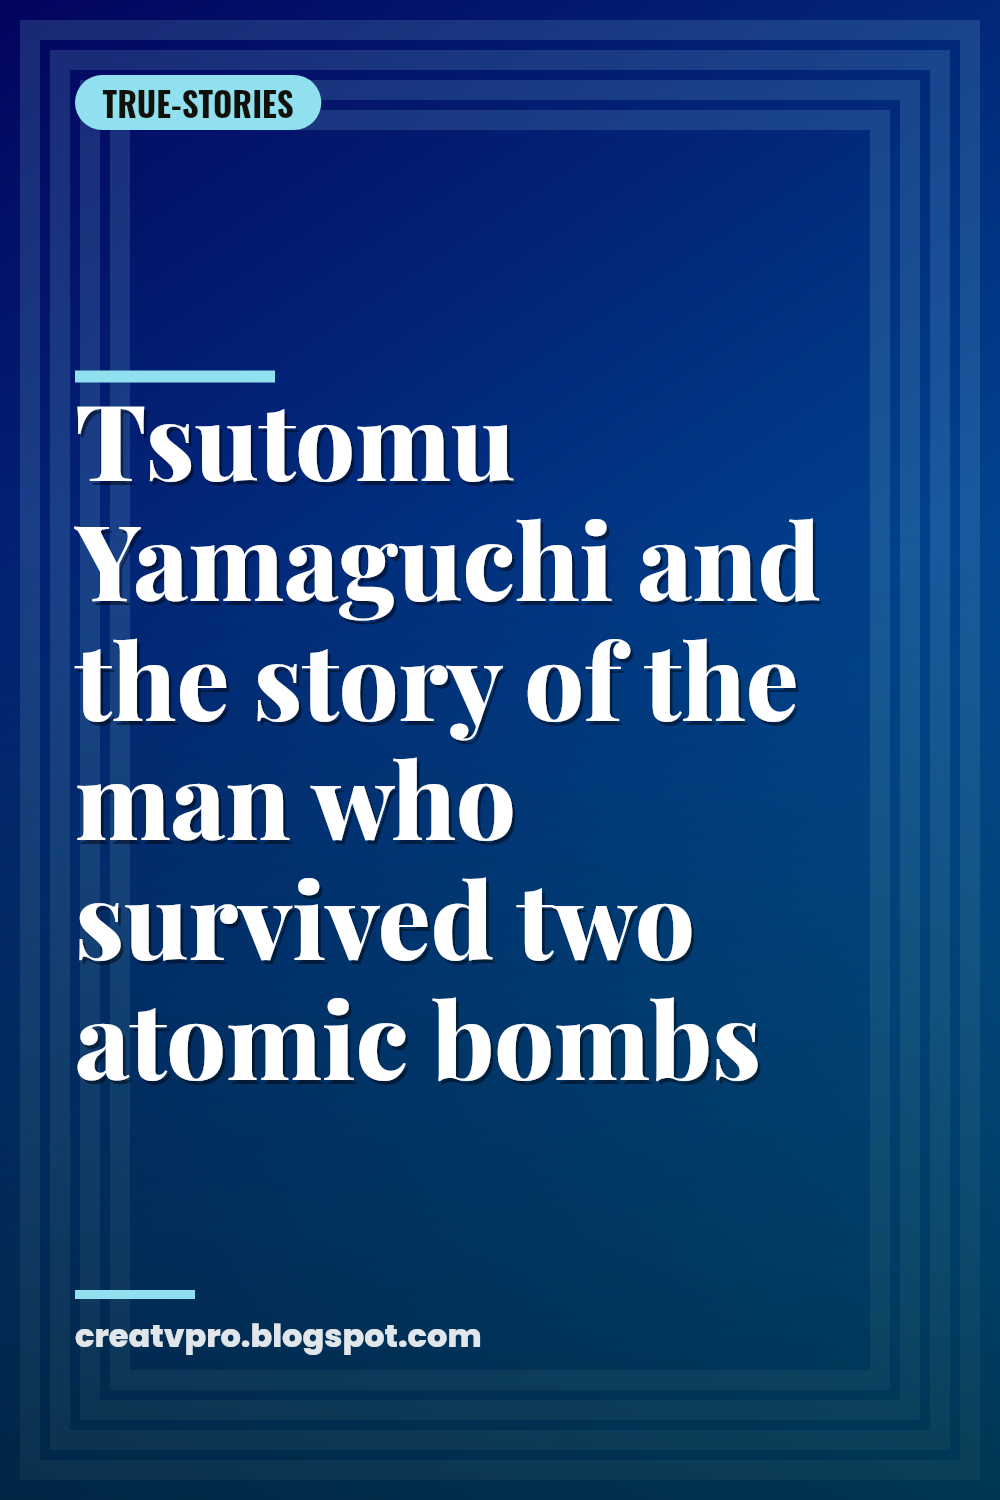 TRUE-STORIES
Tsutomu
Yamaguchi and
the story of the
man who
survived two
atomic bombs
creatvpro.blogspot.com